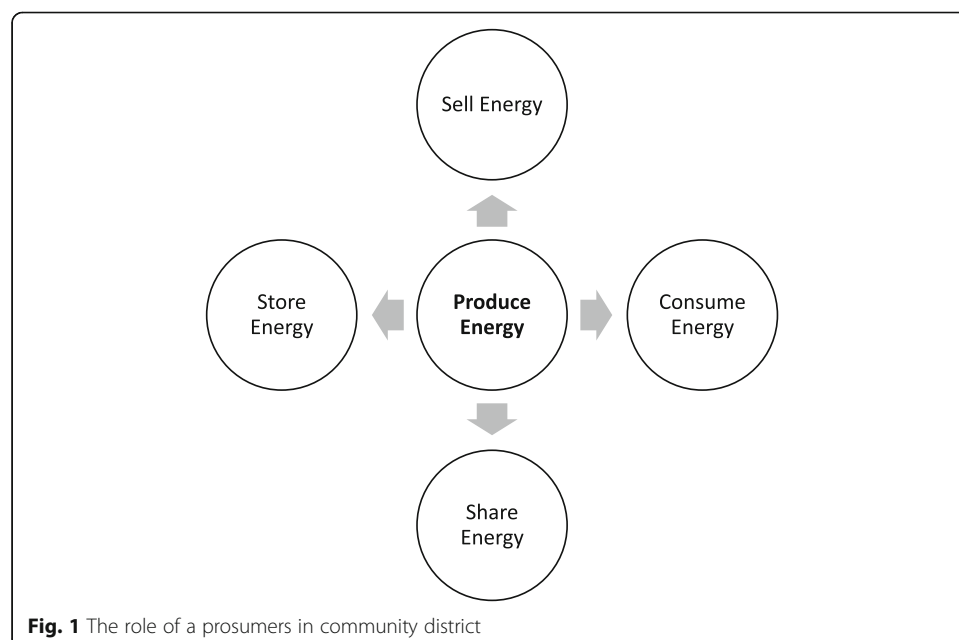 Sell Energy
Store
Energy
Produce
Energy
Consume
Energy
Share
Energy
Fig. 1 The role of a prosumers in community district